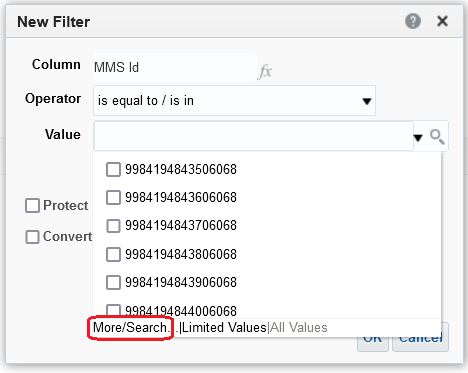 New Filter
Column MMS Id fx
Operator is equal to / is in
Value
9984194843506068
9984194843606068
Protect 9984194843706068
Convert 9984194843806068
9984194843906068
9984194844006068
More/Search...|Limited Values|All Values
OK Cancel